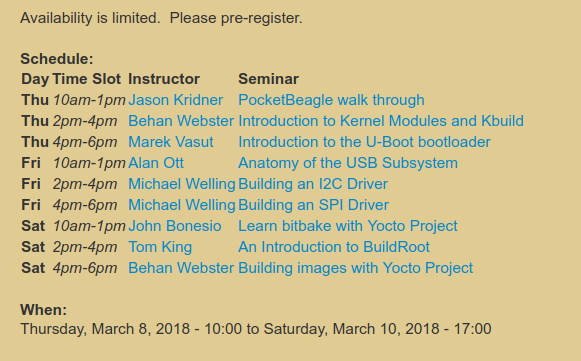 Availability is limited.  Please pre-register.
Schedule:
Day Time Slot Instructor Seminar
Thu 10am-1pm Jason Kridner PocketBeagle walk through
Thu 2pm-4pm Behan Webster Introduction to Kernel Modules and Kbuild
Thu 4pm-6pm Marek Vasut Introduction to the U-Boot bootloader
Fri 10am-1pm Alan Ott Anatomy of the USB Subsystem
Fri 2pm-4pm Michael Welling Building an I2C Driver
Fri 4pm-6pm Michael Welling Building an SPI Driver
Sat 10am-1pm John Bonesio Learn bitbake with Yocto Project
Sat 2pm-4pm Tom King An Introduction to BuildRoot
Sat 4pm-6pm Behan Webster Building images with Yocto Project
When:
Thursday, March 8, 2018 - 10:00 to Saturday, March 10, 2018 - 17:00